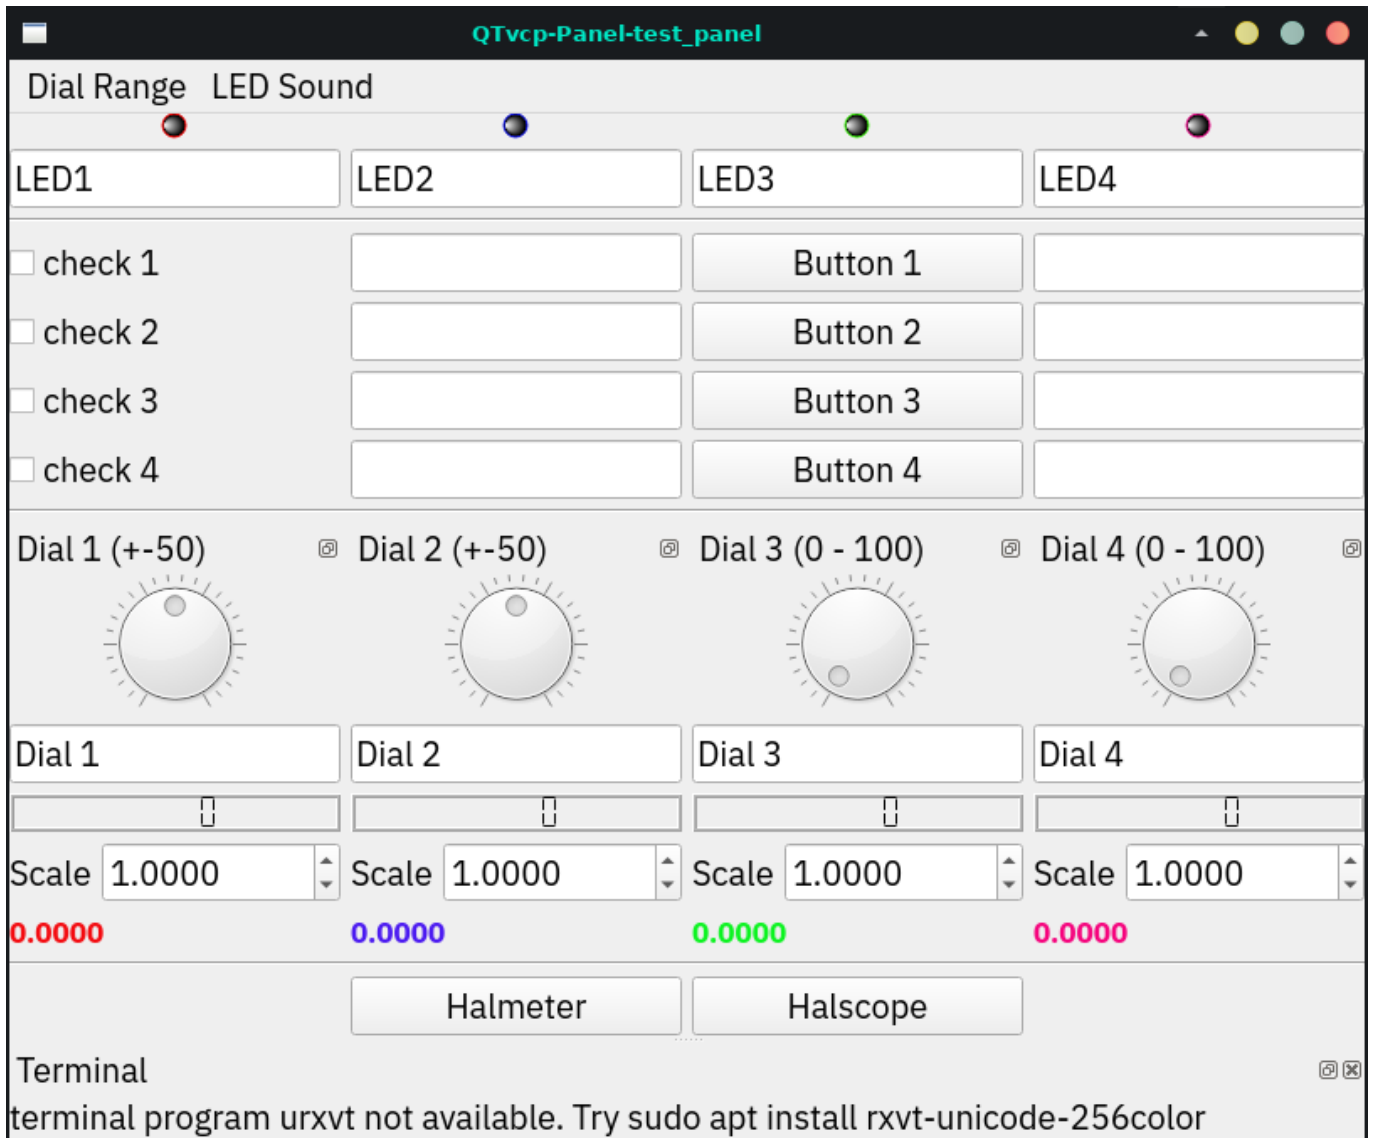 QTvcp-Panel-test_panel
Dial Range LED Sound
LED1 LED2 LED3 LED4
check 1 Button 1
check 2 Button 2
check 3 Button 3
check 4 Button 4
Dial 1 (+-50) Dial 2 (+-50) Dial 3 (0 - 100) Dial 4 (0 - 100)
Dial 1 Dial 2 Dial 3 Dial 4
0 0 0 0
Scale 1.0000 Scale 1.0000 Scale 1.0000 Scale 1.0000
0.0000 0.0000 0.0000 0.0000
Halmeter Halscope
Terminal
terminal program urxvt not available. Try sudo apt install rxvt-unicode-256color